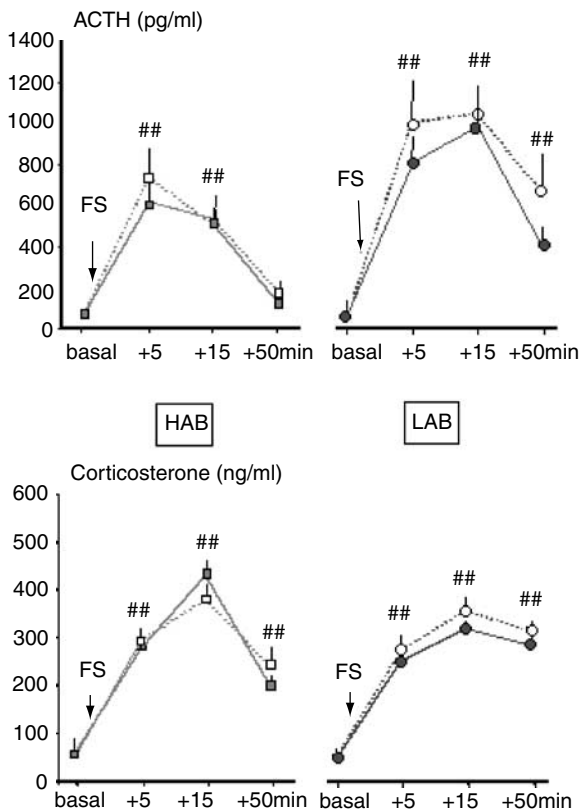 ACTH (pg/ml)
1400
1200
1000
800
600
400
200
0
##
##
FS
basal +5 +15 +50min
##
##
##
FS
basal +5 +15 +50min
HAB
LAB
Corticosterone (ng/ml)
600
500
400
300
200
100
0
##
##
##
FS
basal +5 +15 +50min
##
##
##
FS
basal +5 +15 +50min